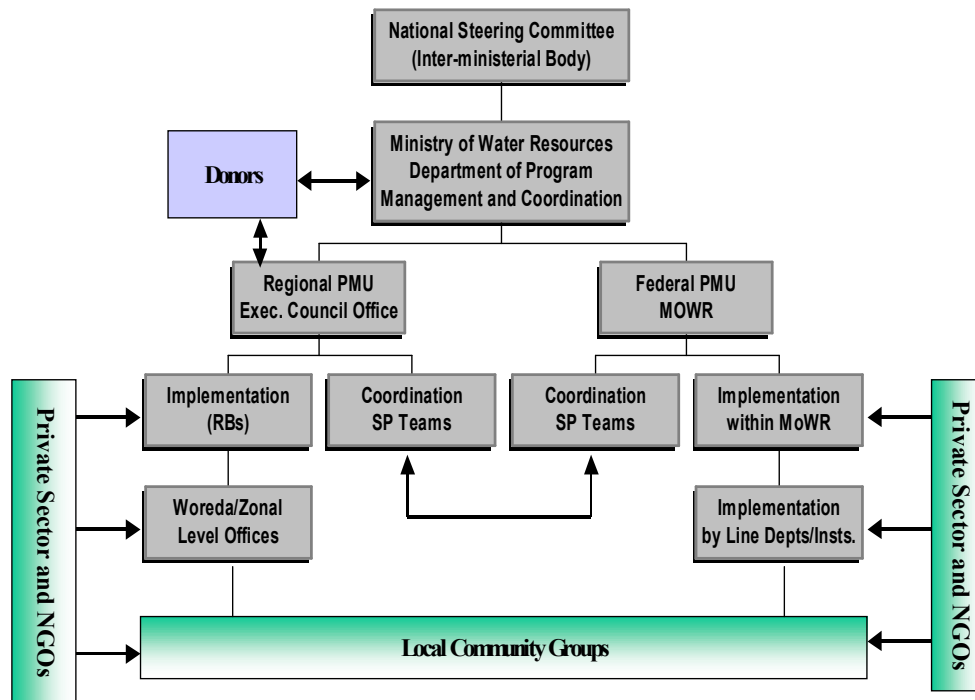 National Steering Committee
(Inter-ministerial Body)
Ministry of Water Resources
Department of Program
Management and Coordination
Donors
Regional PMU
Exec. Council Office
Federal PMU
MOWR
Implementation
(RBs)
Coordination
SP Teams
Coordination
SP Teams
Implementation
within MoWR
Private Sector and NGOs
Private Sector and NGOs
Woreda/Zonal
Level Offices
Implementation
by Line Depts/Insts.
Local Community Groups